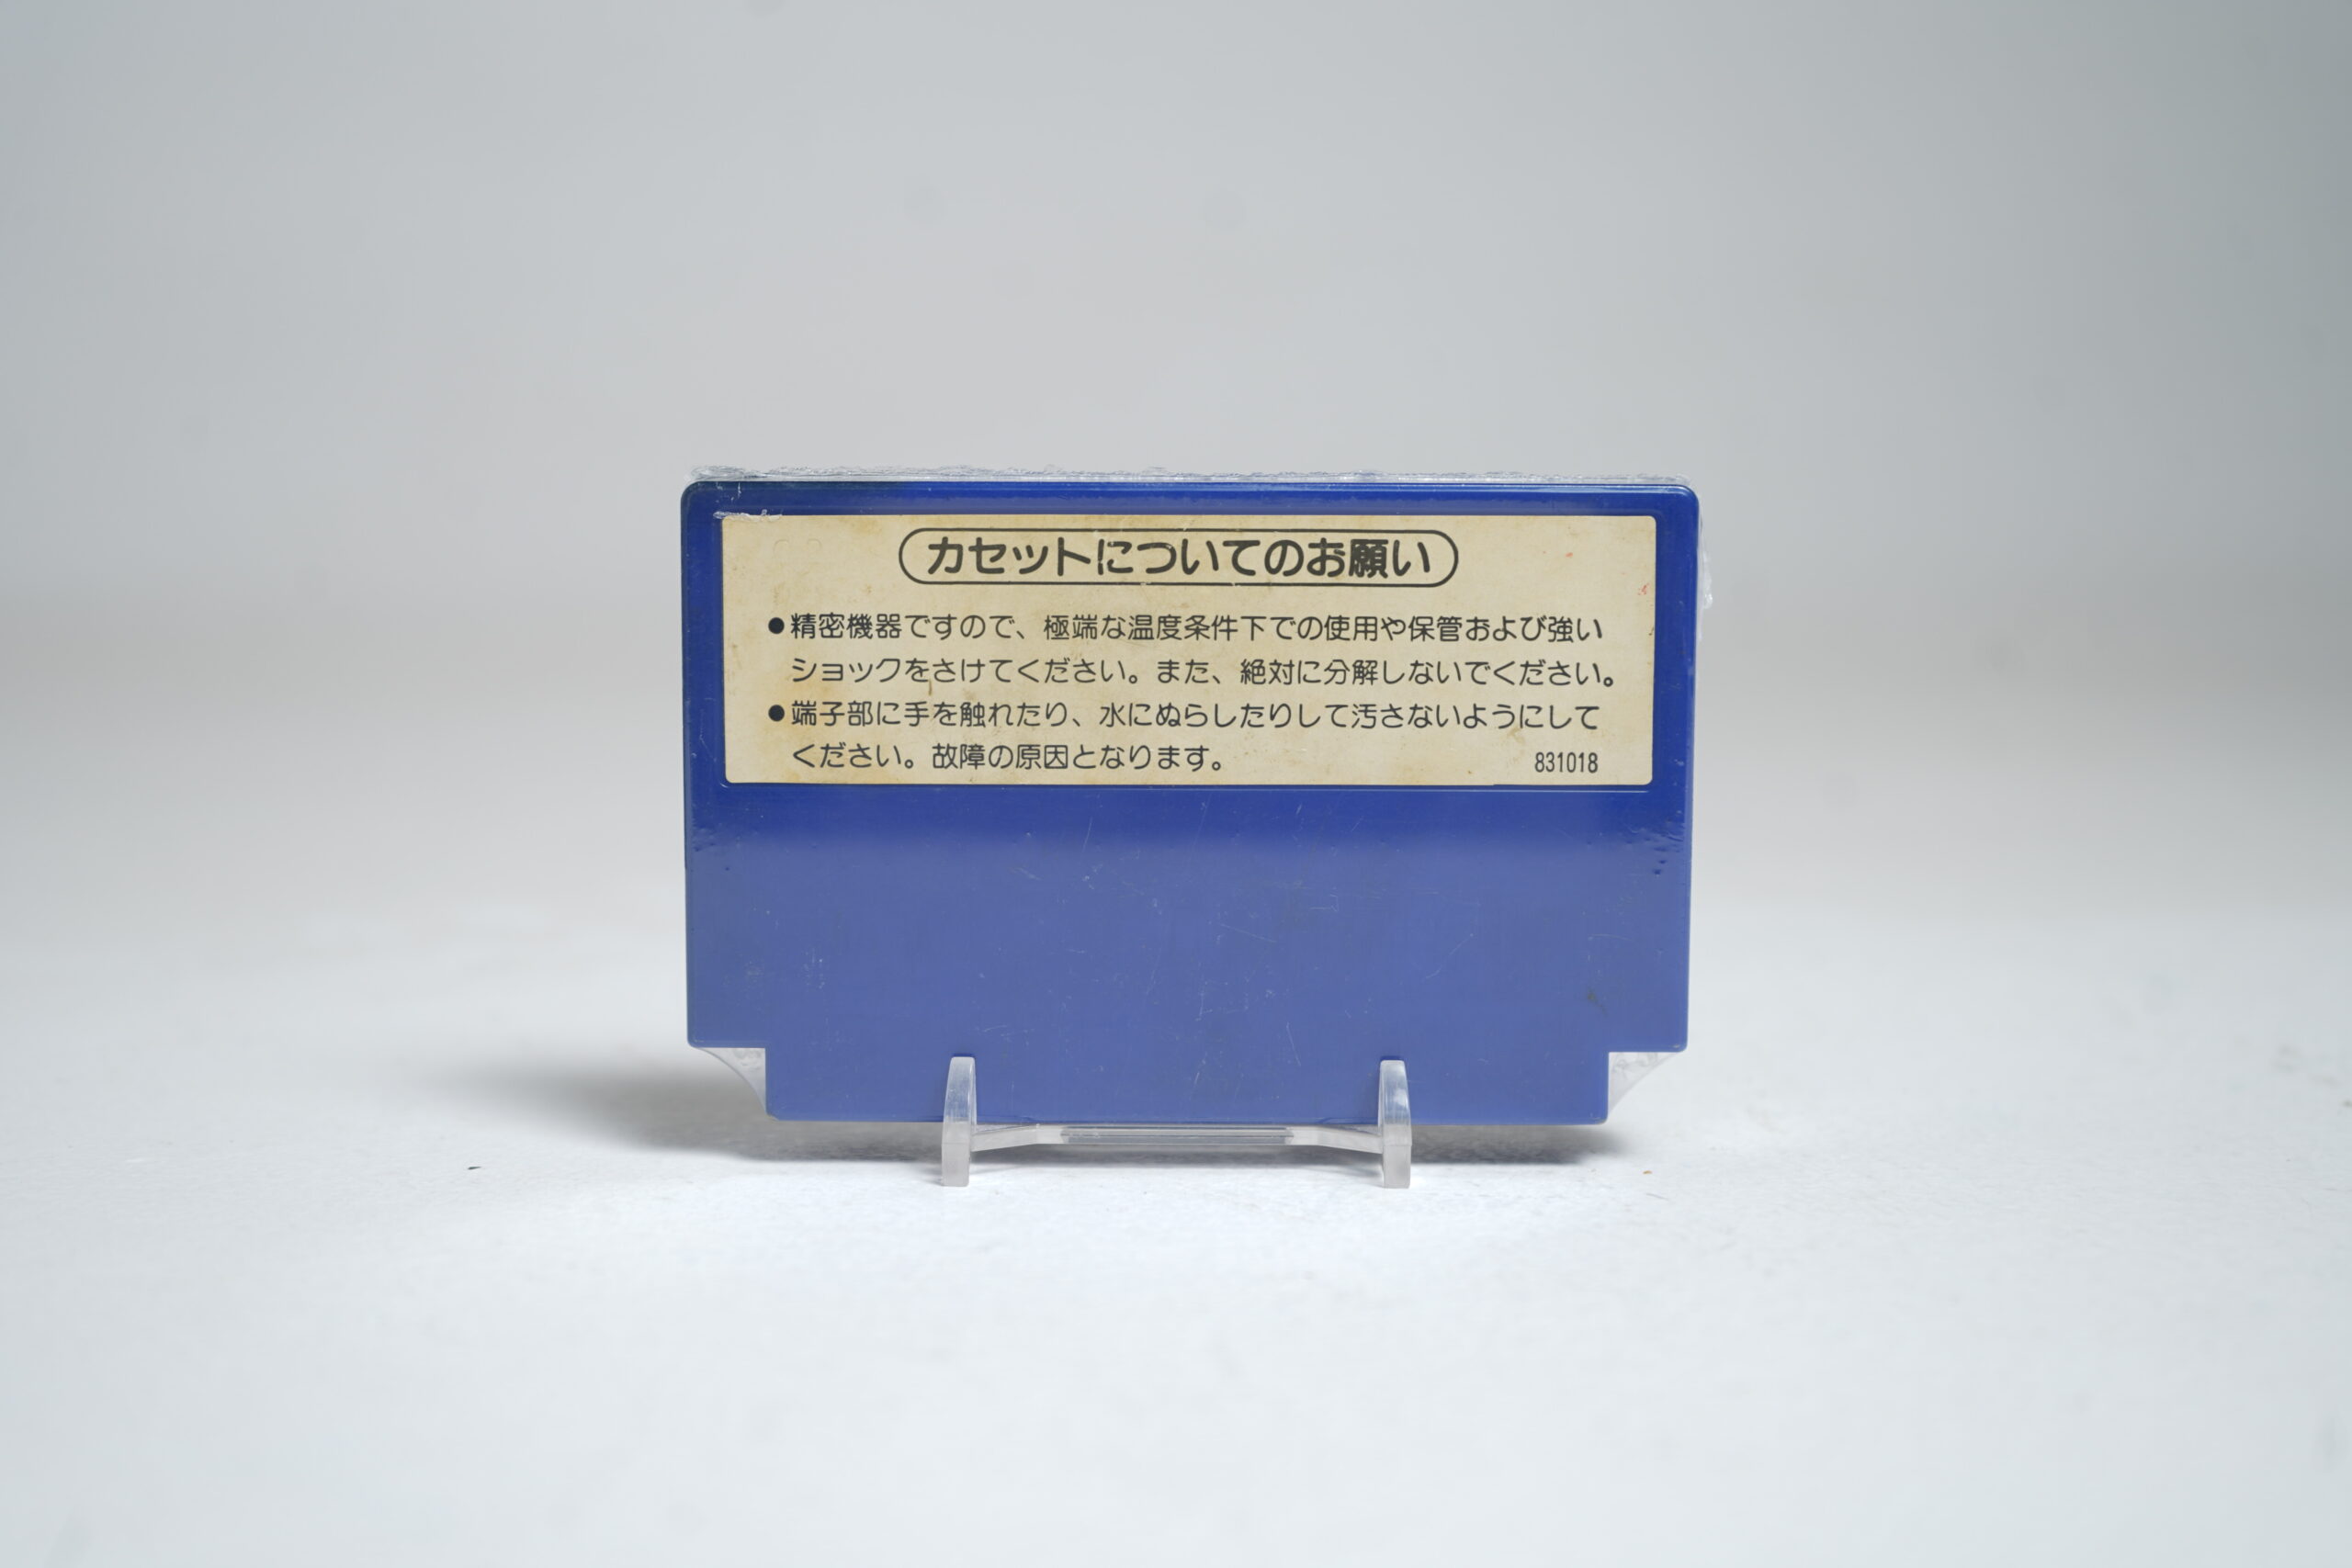 カセットについてのお願い
●精密機器ですので、極端な温度条件下での使用や保管および強い
ショックをさけてください。また、絶対に分解しないでください。
●端子部に手を触れたり、水にぬらしたりして汚さないようにして
ください。故障の原因となります。
831018